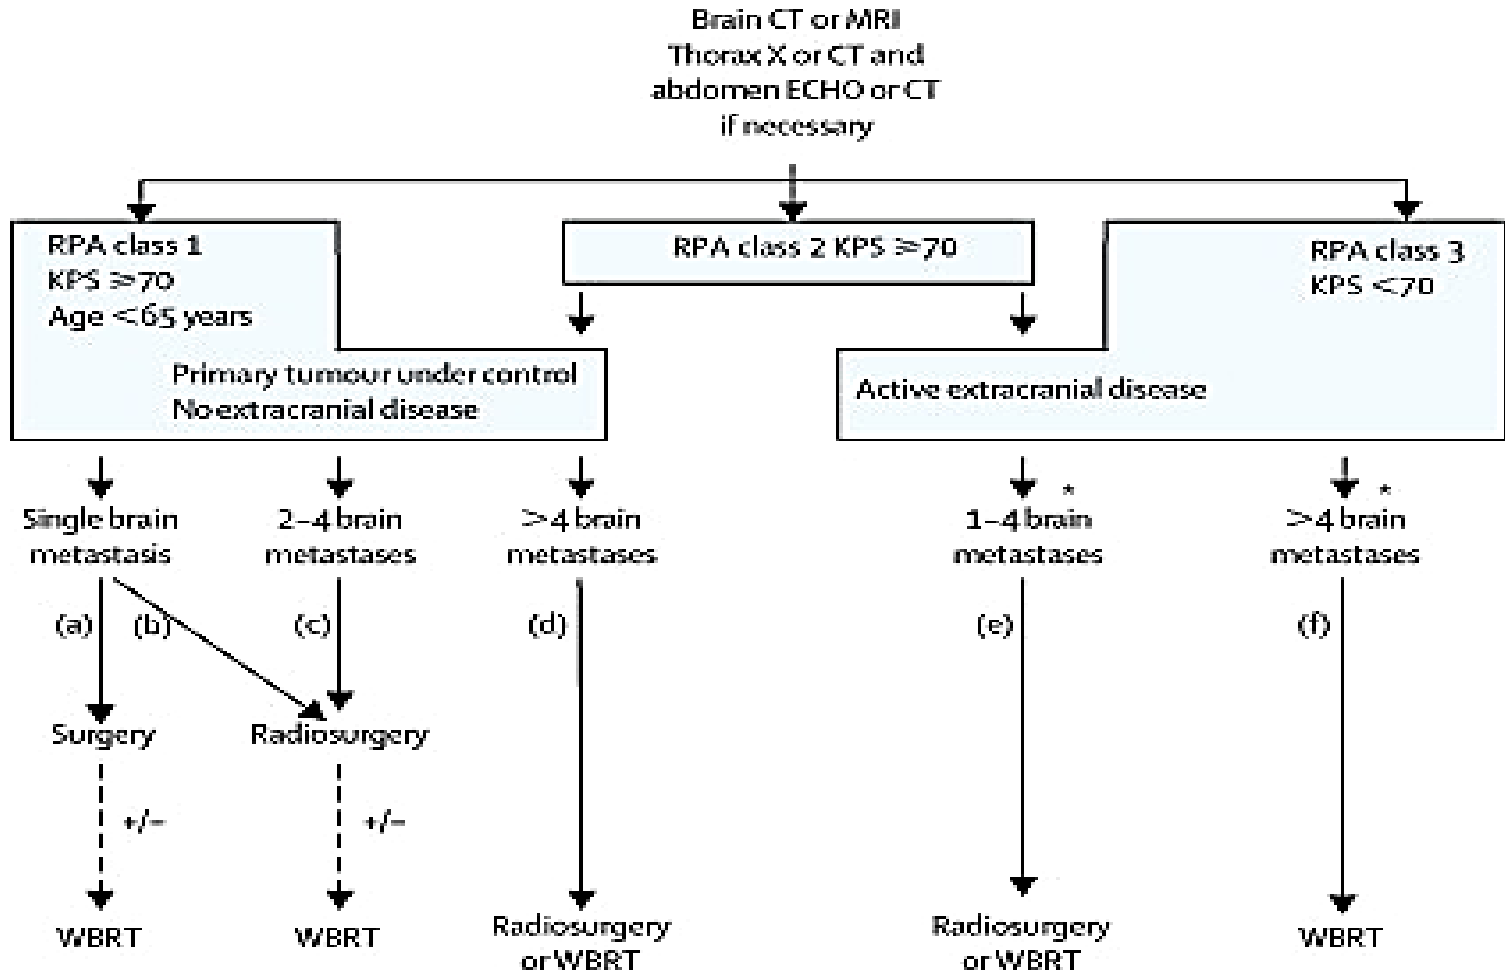 Brain CT or MRI
Thorax X or CT and
abdomen ECHO or CT
if necessary
RPA class 1
KPS ≥70
Age <65 years
RPA class 2 KPS ≥70
RPA class 3
KPS <70
Primary tumour under control
No extracranial disease
Active extracranial disease
Single brain
metastasis
2–4 brain
metastases
>4 brain
metastases
*
1–4 brain
metastases
*
>4 brain
metastases
(a)
(b)
(c)
(d)
(e)
(f)
Surgery
Radiosurgery
+/–
+/–
WBRT
WBRT
Radiosurgery
or WBRT
Radiosurgery
or WBRT
WBRT